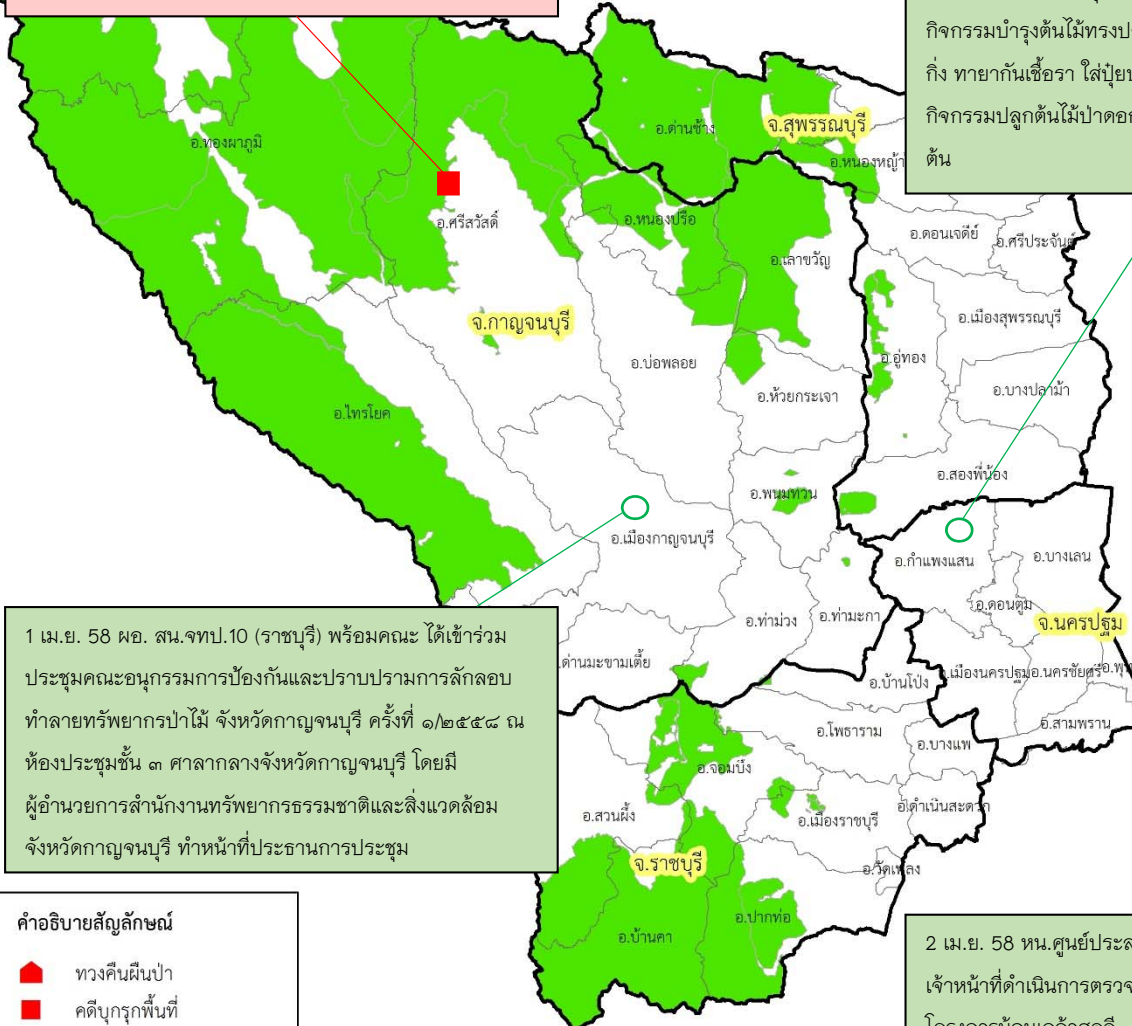 กิจกรรมบำรุงต้นไม้ทรงป
กิ่ง ทายากันเชื้อรา ใส่ปุ๋ย
กิจกรรมปลูกต้นไม้ป่าดอก
ต้น
อ.ด่านช้าง
จ.สุพรรณบุรี
อ.หนองหญ้า
อ.ทองผาภูมิ
อ.ศรีสวัสดิ์
อ.หนองปรือ
อ.เลาขวัญ
อ.ดอนเจดีย์
อ.ศรีประจันต์
จ.กาญจนบุรี
อ.เมืองสุพรรณบุรี
อ.บ่อพลอย
อ.อู่ทอง
อ.ห้วยกระเจา
อ.บางปลาม้า
อ.ไทรโยค
อ.สองพี่น้อง
อ.พนมทวน
อ.เมืองกาญจนบุรี
อ.กำแพงแสน
อ.บางเลน
อ.ท่าม่วง
อ.ท่ามะกา
อ.ดอนตูม
จ.นครปฐม
อ.ด่านมะขามเตี้ย
อ.บ้านโป่ง
อ.เมืองนครปฐม
อ.นครชัยศรี
อ.พุ
อ.สามพราน
1 เม.ย. 58 ผอ. สน.จทป.10 (ราชบุรี) พร้อมคณะ ได้เข้าร่วม
ประชุมคณะอนุกรรมการป้องกันและปราบปรามการลักลอบ
ทำลายทรัพยากรป่าไม้ จังหวัดกาญจนบุรี ครั้งที่ ๑/๒๕๕๘ ณ
ห้องประชุมชั้น ๓ ศาลากลางจังหวัดกาญจนบุรี โดยมี
ผู้อำนวยการสำนักงานทรัพยากรธรรมชาติและสิ่งแวดล้อม
จังหวัดกาญจนบุรี ทำหน้าที่ประธานการประชุม
อ.โพธาราม
อ.บางแพ
อ.จอมบึง
อ.สวนผึ้ง
อ.เมืองราชบุรี
อ.ดำเนินสะดวก
จ.ราชบุรี
อ.วัดเพลง
อ.ปากท่อ
อ.บ้านคา
คำอธิบายสัญลักษณ์
ทวงคืนผืนป่า
คดีบุกรุกพื้นที่
2 เม.ย. 58 หน.ศูนย์ประส
เจ้าหน้าที่ดำเนินการตรวจ